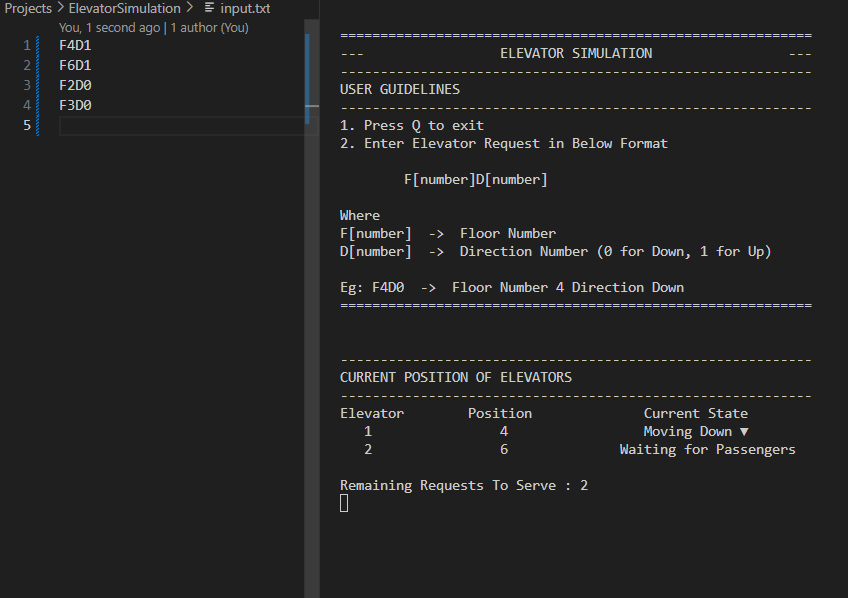 Projects > ElevatorSimulation > input.txt
You, 1 second ago | 1 author (You)
1 F4D1
2 F6D1
3 F2D0
4 F3D0
5
===========================================================
--- ELEVATOR SIMULATION ---
-----------------------------------------------------------
USER GUIDELINES
-----------------------------------------------------------
1. Press Q to exit
2. Enter Elevator Request in Below Format
F[number]D[number]
Where
F[number] -> Floor Number
D[number] -> Direction Number (0 for Down, 1 for Up)
Eg: F4D0 -> Floor Number 4 Direction Down
===========================================================
-----------------------------------------------------------
CURRENT POSITION OF ELEVATORS
-----------------------------------------------------------
Elevator Position Current State
1 4 Moving Down ▼
2 6 Waiting for Passengers
Remaining Requests To Serve : 2